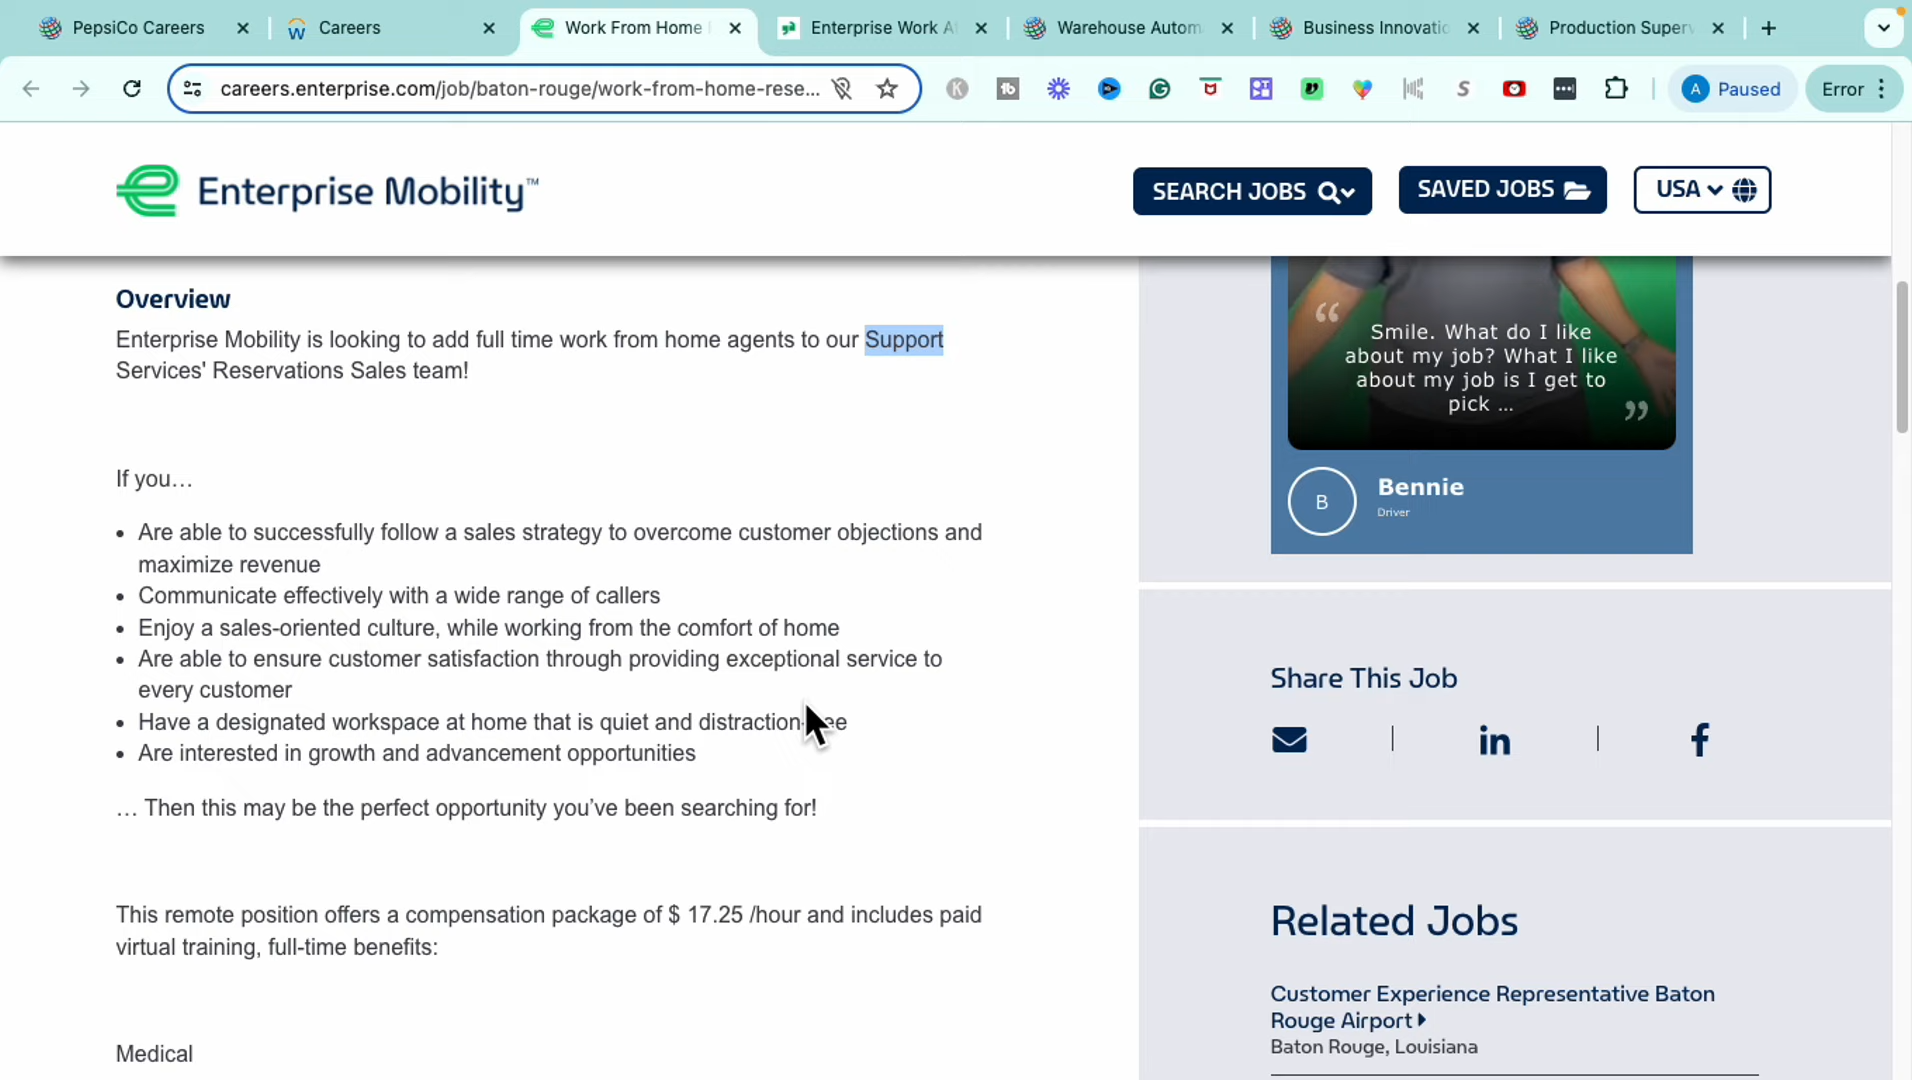 PepsiCo Careers
Careers
Work From Home
Enterprise Work At
Warehouse Autom
Business Innovatio
Production Superv
careers.enterprise.com/job/baton-rouge/work-from-home-rese...
Paused
Error
Enterprise Mobility™
SEARCH JOBS
SAVED JOBS
USA
Overview
Enterprise Mobility is looking to add full time work from home agents to our Support
Services' Reservations Sales team!
If you…
• Are able to successfully follow a sales strategy to overcome customer objections and
maximize revenue
• Communicate effectively with a wide range of callers
• Enjoy a sales-oriented culture, while working from the comfort of home
• Are able to ensure customer satisfaction through providing exceptional service to
every customer
• Have a designated workspace at home that is quiet and
• Are interested in growth and advancement opportunities
… Then this may be the perfect opportunity you’ve been searching for!
This remote position offers a compensation package of $ 17.25 /hour and includes paid
virtual training, full-time benefits:
Medical
“ Smile. What do I like
about my job? What I like
about my job is I get to
pick ... ”
B
Bennie
Driver
Share This Job
Related Jobs
Customer Experience Representative Baton
Rouge Airport
Baton Rouge, Louisiana